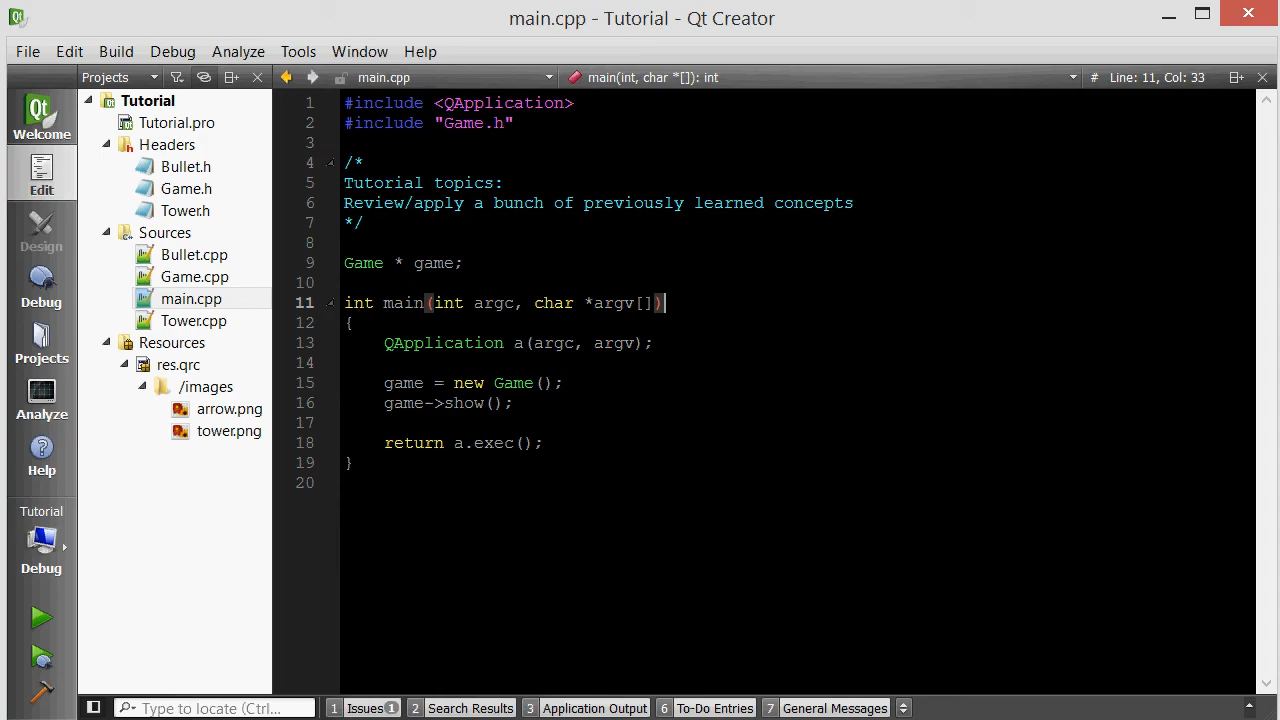 main.cpp - Tutorial - Qt Creator
File Edit Build Debug Analyze Tools Window Help
Projects main.cpp main(int, char *[]): int # Line: 11, Col: 33
Qt
Welcome
Edit
Design
Debug
Projects
Analyze
Help
Tutorial
Debug
Tutorial
Tutorial.pro
Headers
Bullet.h
Game.h
Tower.h
Sources
Bullet.cpp
Game.cpp
main.cpp
Tower.cpp
Resources
res.qrc
/images
arrow.png
tower.png
1 #include <QApplication>
2 #include "Game.h"
3
4 /*
5 Tutorial topics:
6 Review/apply a bunch of previously learned concepts
7 */
8
9 Game * game;
10
11 int main(int argc, char *argv[])
12 {
13 QApplication a(argc, argv);
14
15 game = new Game();
16 game->show();
17
18 return a.exec();
19 }
20
Type to locate (Ctrl... 1 Issues 1 2 Search Results 3 Application Output 6 To-Do Entries 7 General Messages